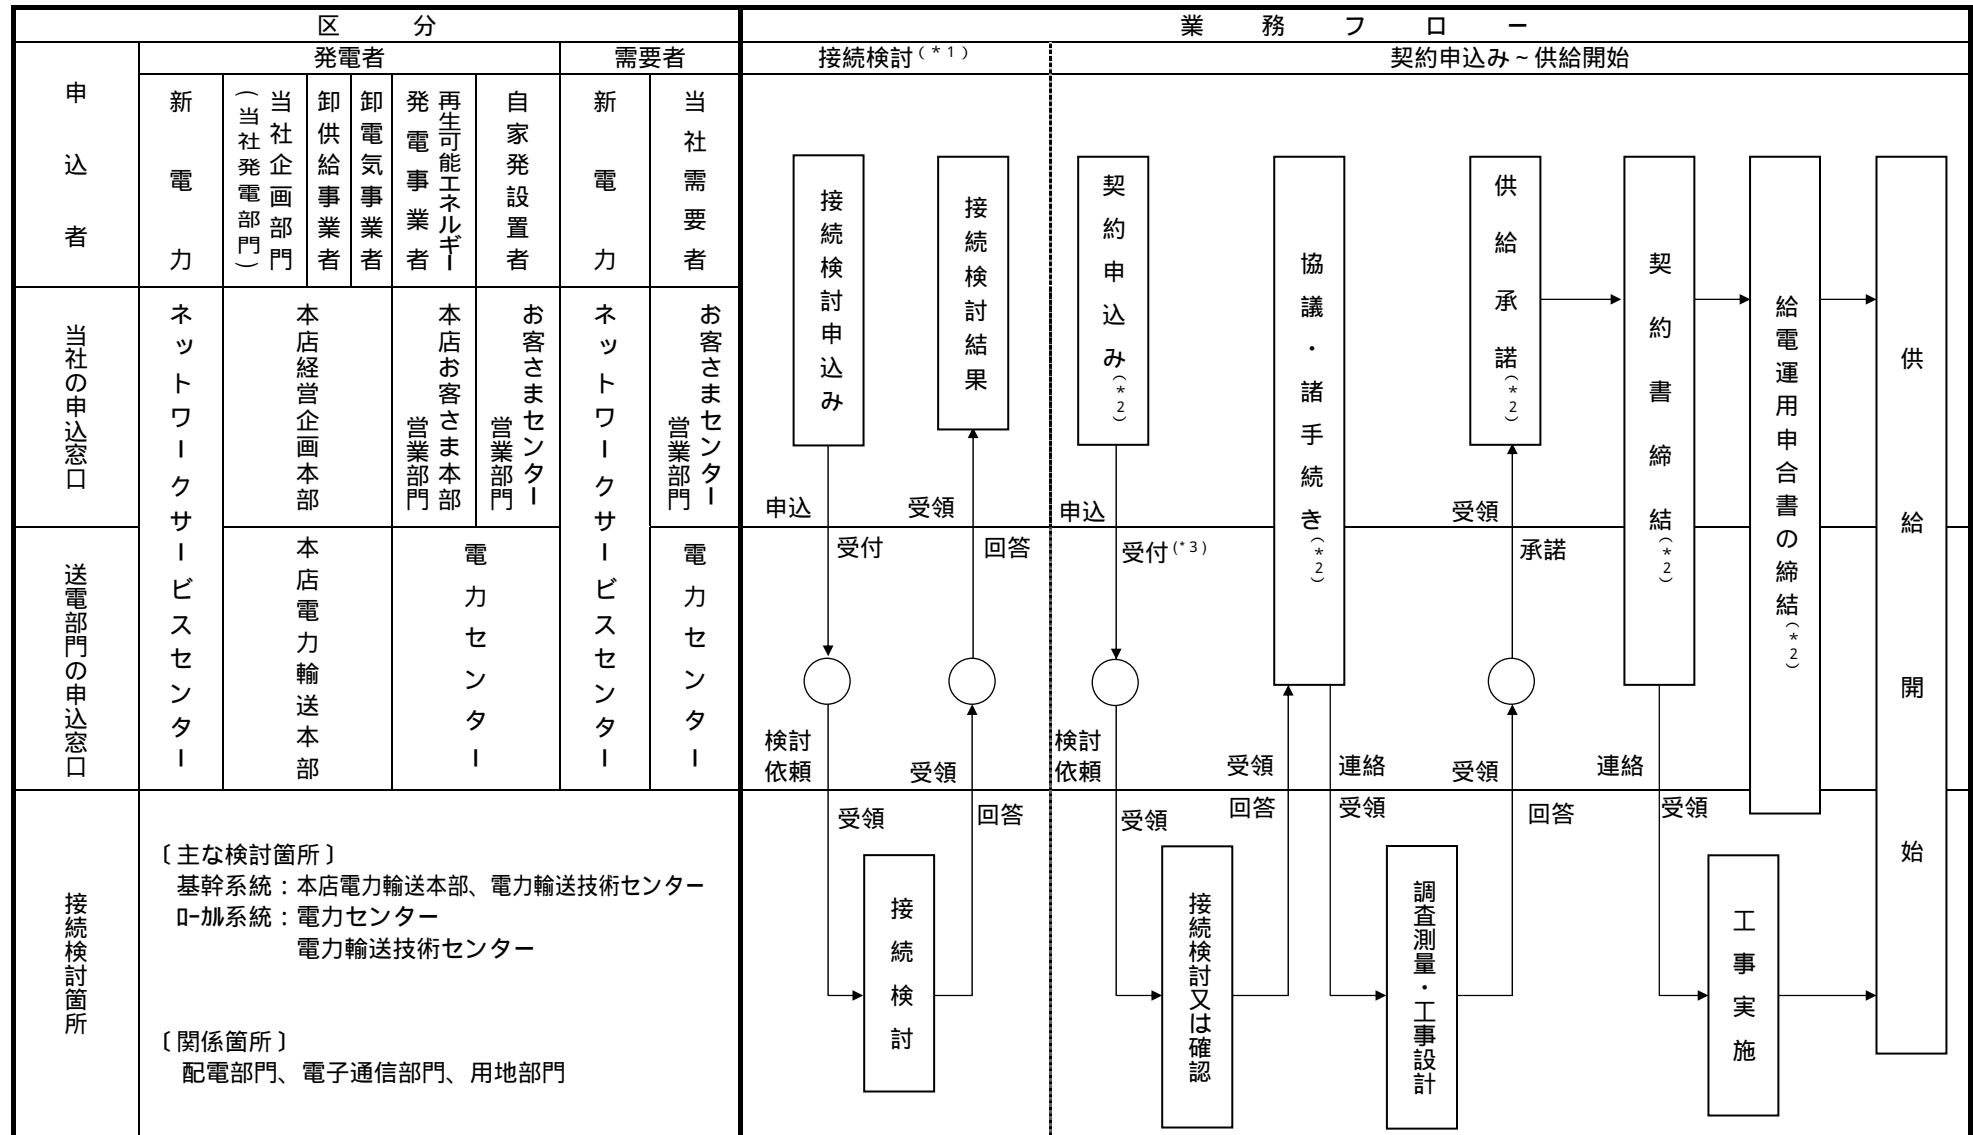 区 分
業 務 フ ロ ー
発電者
需要者
接続検討(*1)
契約申込み~供給開始
申込者
新電力
当社企画部門
(当社発電部門)
卸供給事業者
卸電気事業者
再生可能エネルギー
発電事業者
自家発設置者
新電力
当社需要者
当社の申込窓口
ネットワークサービスセンター
本店経営企画本部
本店お客さま本部
営業部門
お客さまセンター
営業部門
ネットワークサービスセンター
お客さまセンター
営業部門
送電部門の申込窓口
本店電力輸送本部
電力センター
電力センター
接続検討箇所
〔主な検討箇所〕
基幹系統:本店電力輸送本部、電力輸送技術センター
ローカル系統:電力センター
電力輸送技術センター
〔関係箇所〕
配電部門、電子通信部門、用地部門
接続検討申込み
申込
受付
検討
依頼
受領
接続検討
回答
受領
回答
受領
接続検討結果
契約申込み(*2)
申込
受付(*3)
検討
依頼
受領
接続検討又は確認
回答
受領
協議・諸手続き(*2)
連絡
受領
調査測量・工事設計
回答
受領
承諾
受領
供給承諾(*2)
契約書締結(*2)
連絡
受領
工事実施
給電運用申合書の締結(*2)
供給開始